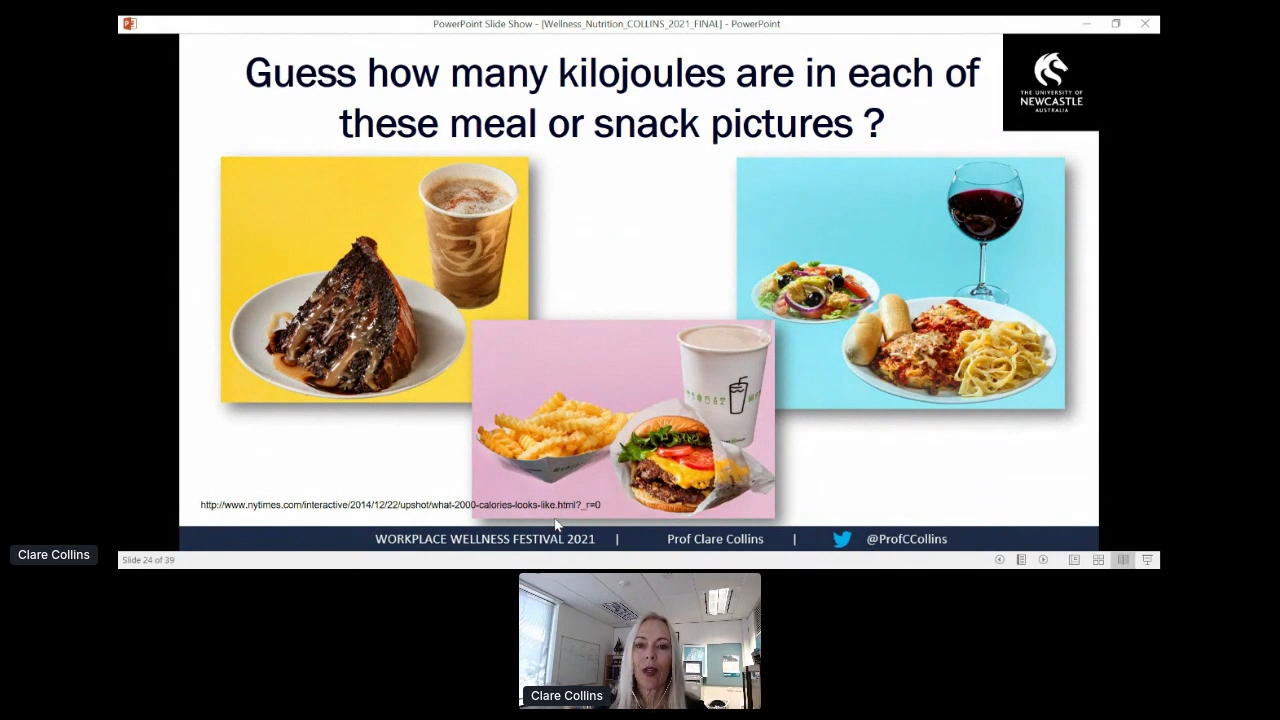 PowerPoint Slide Show - [Wellness_Nutrition_COLLINS_2021_FINAL] - PowerPoint
Guess how many kilojoules are in each of
these meal or snack pictures ?
THE UNIVERSITY OF
NEWCASTLE
AUSTRALIA
http://www.nytimes.com/interactive/2014/12/22/upshot/what-2000-calories-looks-like.html?_r=0
WORKPLACE WELLNESS FESTIVAL 2021 | Prof Clare Collins | @ProfCCollins
Clare Collins
Slide 24 of 39
Clare Collins